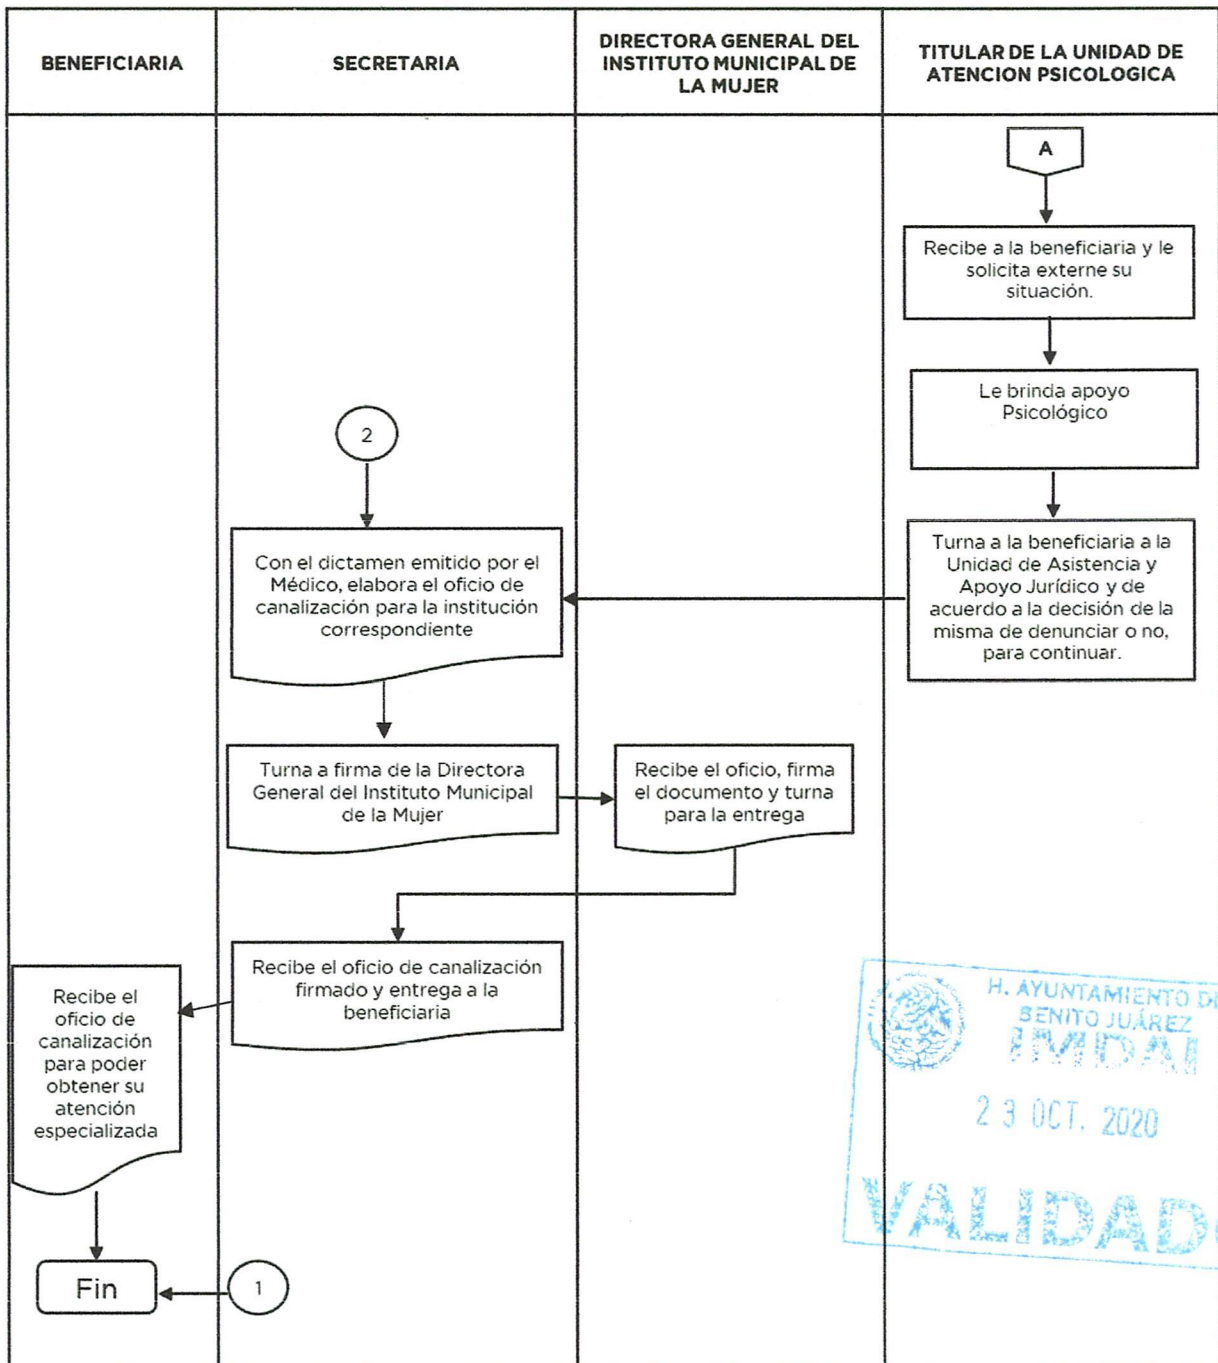 BENEFICIARIA
SECRETARIA
DIRECTORA GENERAL DEL
INSTITUTO MUNICIPAL DE
LA MUJER
TITULAR DE LA UNIDAD DE
ATENCION PSICOLOGICA
A
Recibe a la beneficiaria y le
solicita externe su
situación.
Le brinda apoyo
Psicológico
Turna a la beneficiaria a la
Unidad de Asistencia y
Apoyo Jurídico y de
acuerdo a la decisión de la
misma de denunciar o no,
para continuar.
2
Con el dictamen emitido por el
Médico, elabora el oficio de
canalización para la institución
correspondiente
Turna a firma de la Directora
General del Instituto Municipal
de la Mujer
Recibe el oficio, firma
el documento y turna
para la entrega
Recibe el oficio de canalización
firmado y entrega a la
beneficiaria
Recibe el
oficio de
canalización
para poder
obtener su
atención
especializada
Fin
1
H. AYUNTAMIENTO DE
BENITO JUÁREZ
IMDAI
23 OCT. 2020
VALIDADO